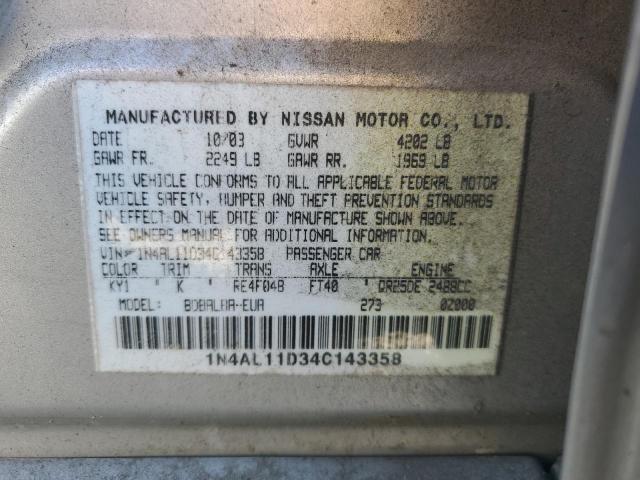 MANUFACTURED BY NISSAN MOTOR CO., LTD.
DATE 10/03 GVWR 4202 LB
GAWR FR. 2249 LB GAWR RR. 1969 LB
THIS VEHICLE CONFORMS TO ALL APPLICABLE FEDERAL MOTOR
VEHICLE SAFETY, BUMPER AND THEFT PREVENTION STANDARDS
IN EFFECT ON THE DATE OF MANUFACTURE SHOWN ABOVE.
SEE OWNERS MANUAL FOR ADDITIONAL INFORMATION.
VIN 1N4AL11D34C143358 PASSENGER CAR
COLOR TRIM TRANS AXLE ENGINE
KY1 K RE4F04B FT40 QR25DE 2488CC
MODEL: BDBALHA-EUA 273 02000
1N4AL11D34C143358